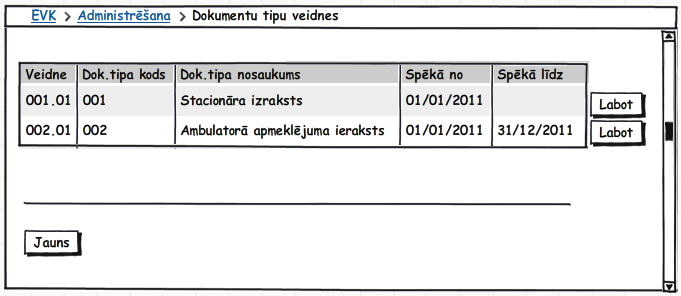 EVK > Administrēšana > Dokumentu tipu veidnes
Veidne Dok.tipa kods Dok.tipa nosaukums Spēkā no Spēkā līdz
001.01 001 Stacionāra izraksts 01/01/2011 Labot
002.01 002 Ambulatorā apmeklējuma ieraksts 01/01/2011 31/12/2011 Labot
Jauns